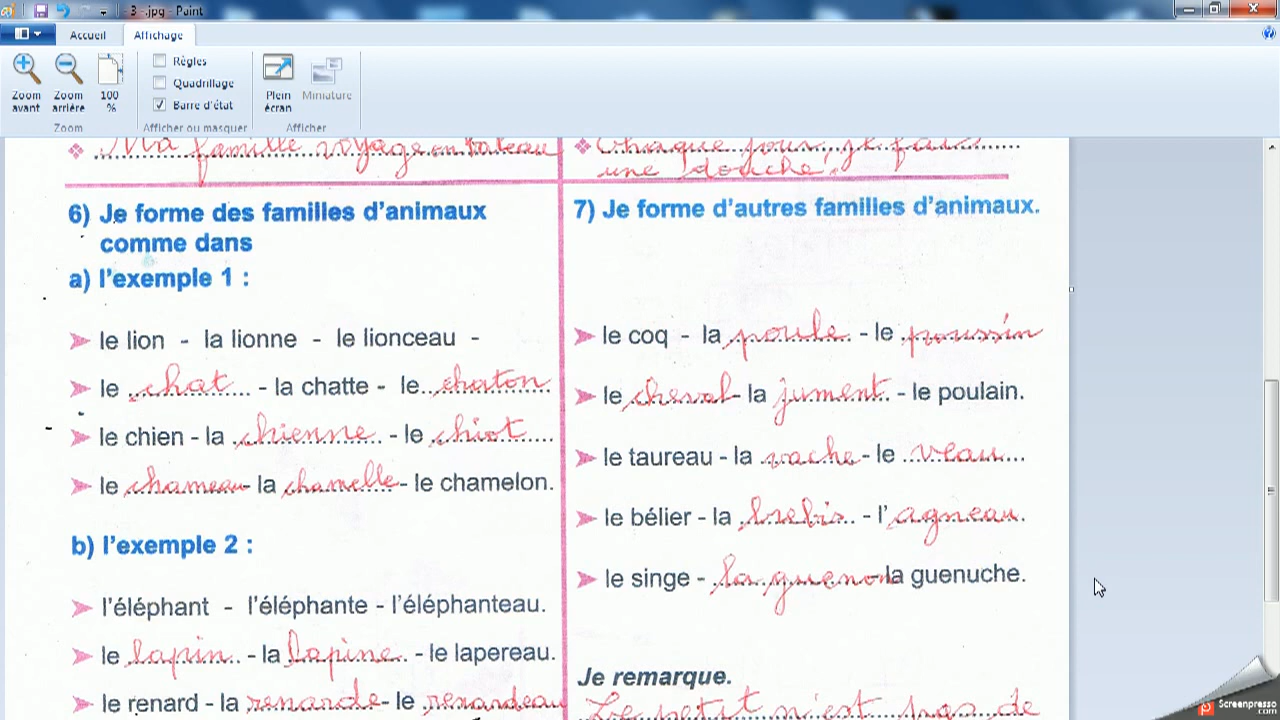 - 3 -.jpg - Paint
Accueil
Affichage
Zoom avant
Zoom arrière
100 %
Règles
Quadrillage
Barre d'état
Plein écran
Miniature
Zoom
Afficher ou masquer
Afficher
Ma famille voyage en bateau
6) Je forme des familles d'animaux
comme dans
a) l'exemple 1 :
le lion - la lionne - le lionceau -
le chat - la chatte - le chaton
le chien - la chienne - le chiot
le chameau - la chamelle - le chamelon.
b) l'exemple 2 :
l'éléphant - l'éléphante - l'éléphanteau.
le lapin - la lapine - le lapereau.
le renard - la renarde - le renardeau
Chaque jour, je fais
une douche.
7) Je forme d'autres familles d'animaux.
le coq - la poule - le poussin
le cheval - la jument - le poulain.
le taureau - la vache - le veau
le bélier - la brebis - l'agneau.
le singe - la guenon la guenuche.
Je remarque.
Le petit n'est pas de
Screenpresso
.com